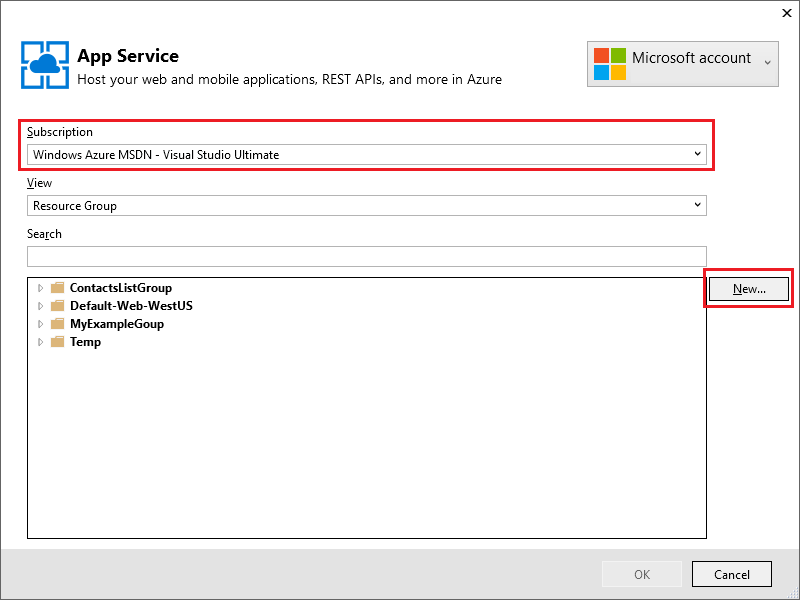 App Service
Host your web and mobile applications, REST APIs, and more in Azure
Microsoft account
Subscription
Windows Azure MSDN - Visual Studio Ultimate
View
Resource Group
Search
ContactsListGroup
New...
Default-Web-WestUS
MyExampleGoup
Temp
OK
Cancel